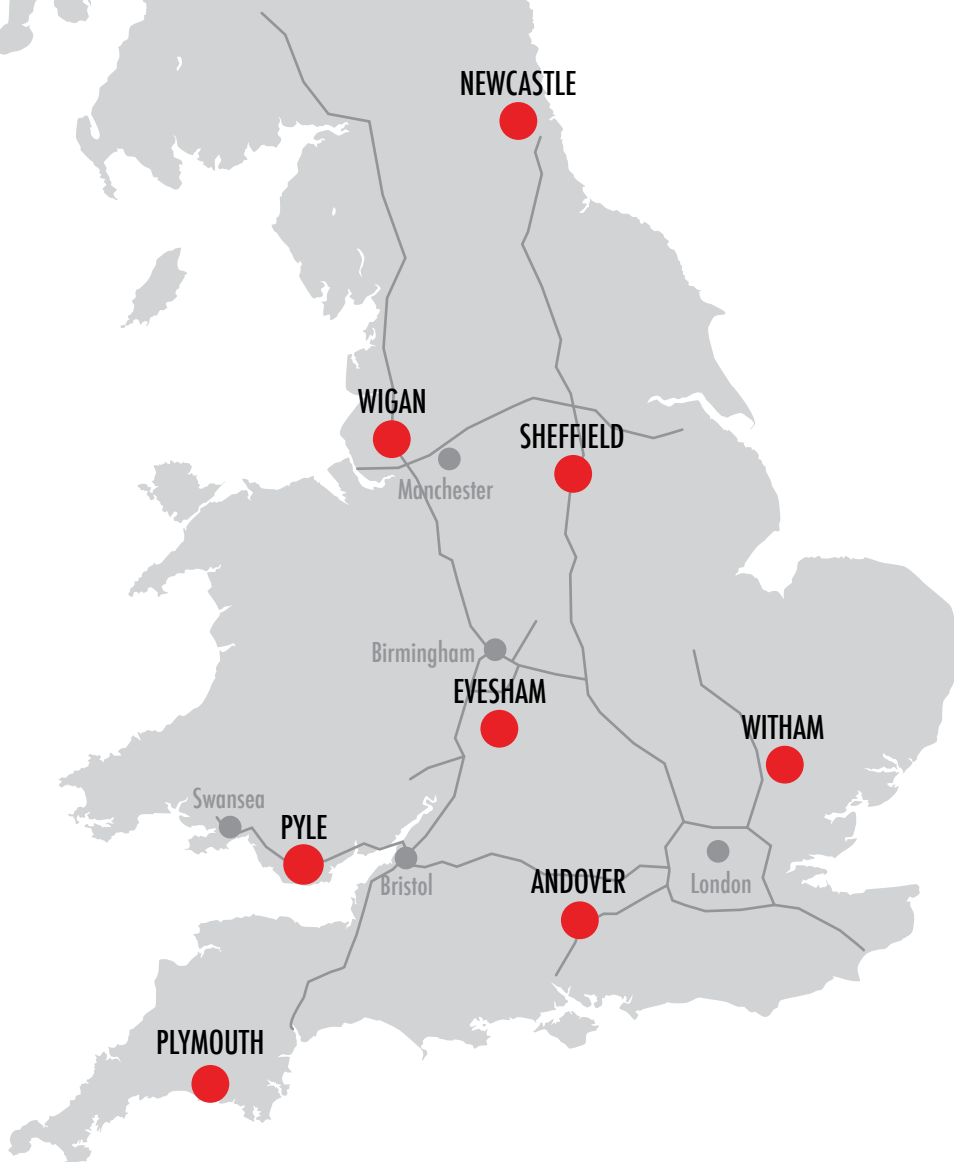 NEWCASTLE
WIGAN
SHEFFIELD
Manchester
Birmingham
EVESHAM
WITHAM
Swansea
PYLE
Bristol
ANDOVER
London
PLYMOUTH